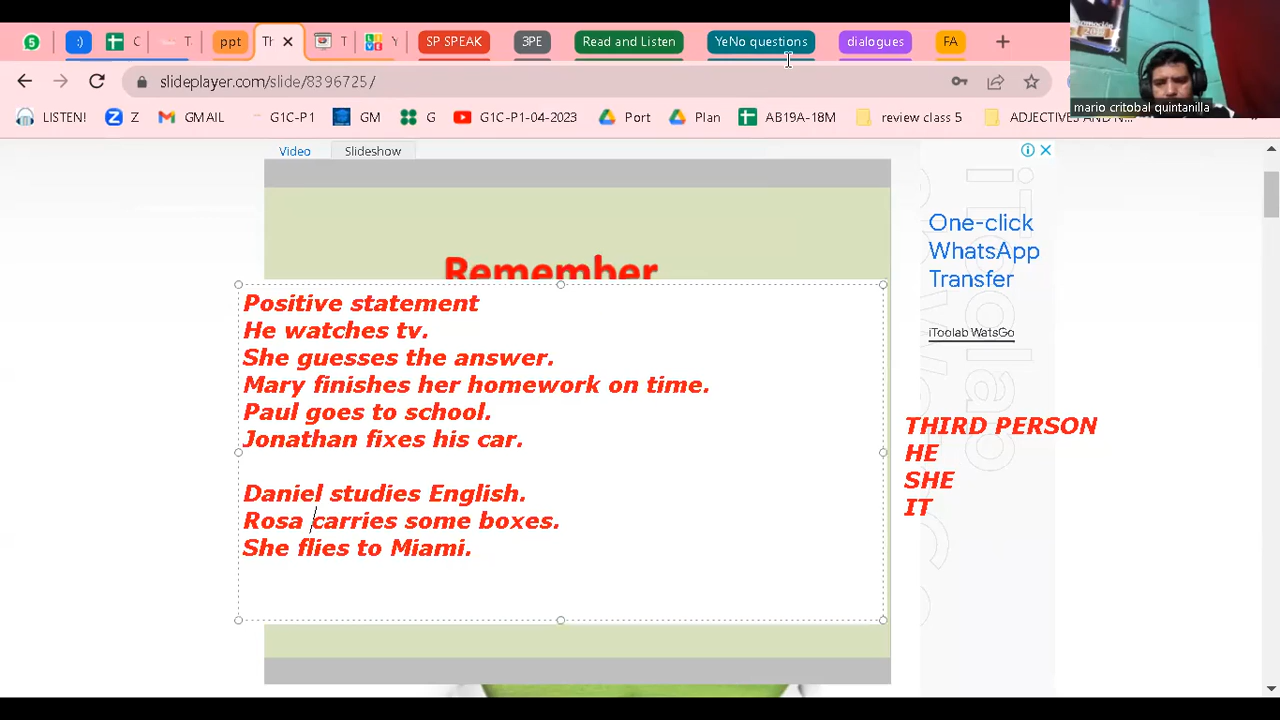 5 :) C T ppt Th T Y SP SPEAK 3PE Read and Listen YeNo questions dialogues FA
slideplayer.com/slide/8396725/
mario critobal quintanilla
LISTEN! Z GMAIL G1C-P1 GM G G1C-P1-04-2023 Port Plan AB19A-18M review class 5 ADJECTIVES AND N...
Video Slideshow
Remember
Positive statement
He watches tv.
She guesses the answer.
Mary finishes her homework on time.
Paul goes to school.
Jonathan fixes his car.
Daniel studies English.
Rosa carries some boxes.
She flies to Miami.
One-click
WhatsApp
Transfer
iToolab WatsGo
THIRD PERSON
HE
SHE
IT